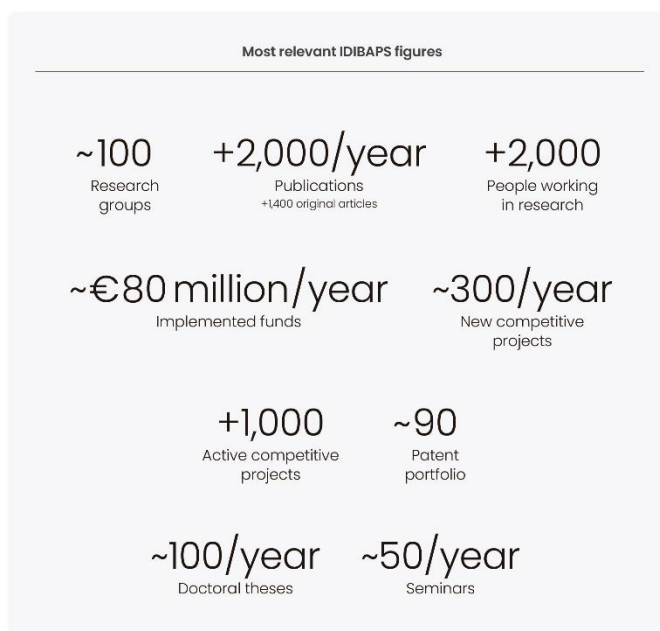 Most relevant IDIBAPS figures
~100
Research
groups
+2,000/year
Publications
+1,400 original articles
+2,000
People working
in research
~€80 million/year
Implemented funds
~300/year
New competitive
projects
+1,000
Active competitive
projects
~90
Patent
portfolio
~100/year
Doctoral theses
~50/year
Seminars